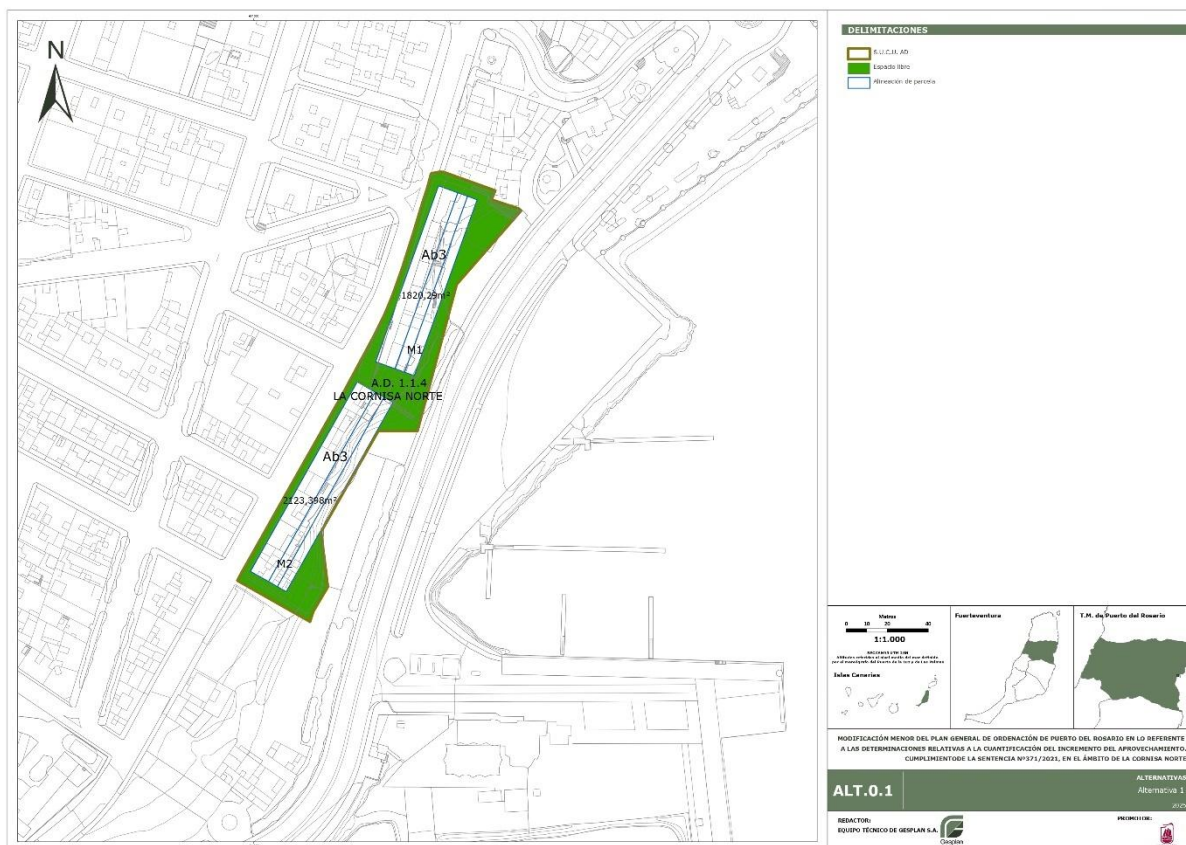 N
Ab3
1820,29m²
M1
A.D. 1.1.4
LA CORNISA NORTE
Ab3
2123,398m²
M2
DELIMITACIONES
S.U.C.U. AD
Espacio libre
Alineación de parcela
Metros
0 10 20 40
1:1.000
Islas Canarias
Fuerteventura
T.M. de Puerto del Rosario
MODIFICACIÓN MENOR DEL PLAN GENERAL DE ORDENACIÓN DE PUERTO DEL ROSARIO EN LO REFERENTE
A LAS DETERMINACIONES RELATIVAS A LA CUANTIFICACIÓN DEL INCREMENTO DEL APROVECHAMIENTO.
CUMPLIMIENTODE LA SENTENCIA Nº371/2021, EN EL ÁMBITO DE LA CORNISA NORTE
ALT.0.1
ALTERNATIVAS
Alternativa 1
2025
REDACTOR:
EQUIPO TÉCNICO DE GESPLAN S.A.
Gesplan
PROMOTOR: